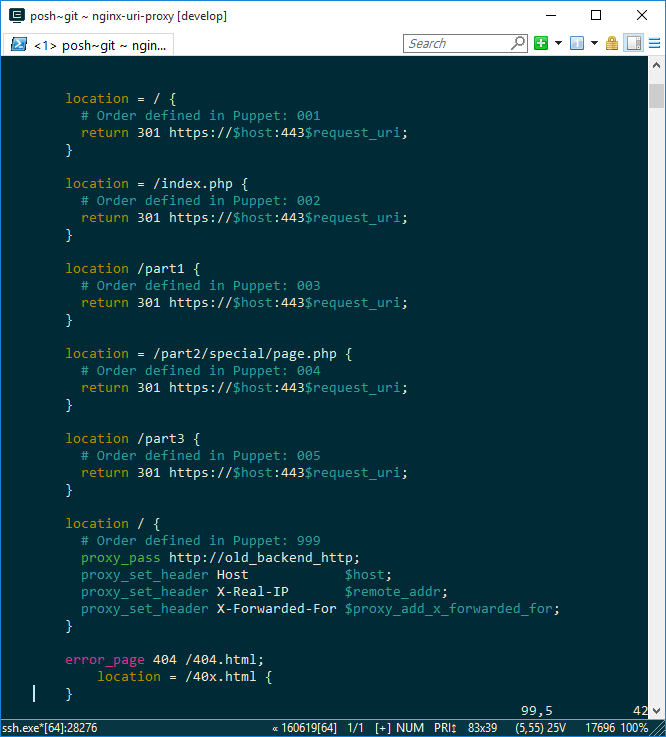 posh~git ~ nginx-uri-proxy [develop]
<1> posh~git ~ ngin...
Search
location = / {
# Order defined in Puppet: 001
return 301 https://$host:443$request_uri;
}
location = /index.php {
# Order defined in Puppet: 002
return 301 https://$host:443$request_uri;
}
location /part1 {
# Order defined in Puppet: 003
return 301 https://$host:443$request_uri;
}
location = /part2/special/page.php {
# Order defined in Puppet: 004
return 301 https://$host:443$request_uri;
}
location /part3 {
# Order defined in Puppet: 005
return 301 https://$host:443$request_uri;
}
location / {
# Order defined in Puppet: 999
proxy_pass http://old_backend_http;
proxy_set_header Host $host;
proxy_set_header X-Real-IP $remote_addr;
proxy_set_header X-Forwarded-For $proxy_add_x_forwarded_for;
}
error_page 404 /404.html;
location = /40x.html {
}
99,5 42
ssh.exe*[64]:28276 « 160619[64] 1/1 [+] NUM PRI↕ 83x39 (5,55) 25V 17696 100%